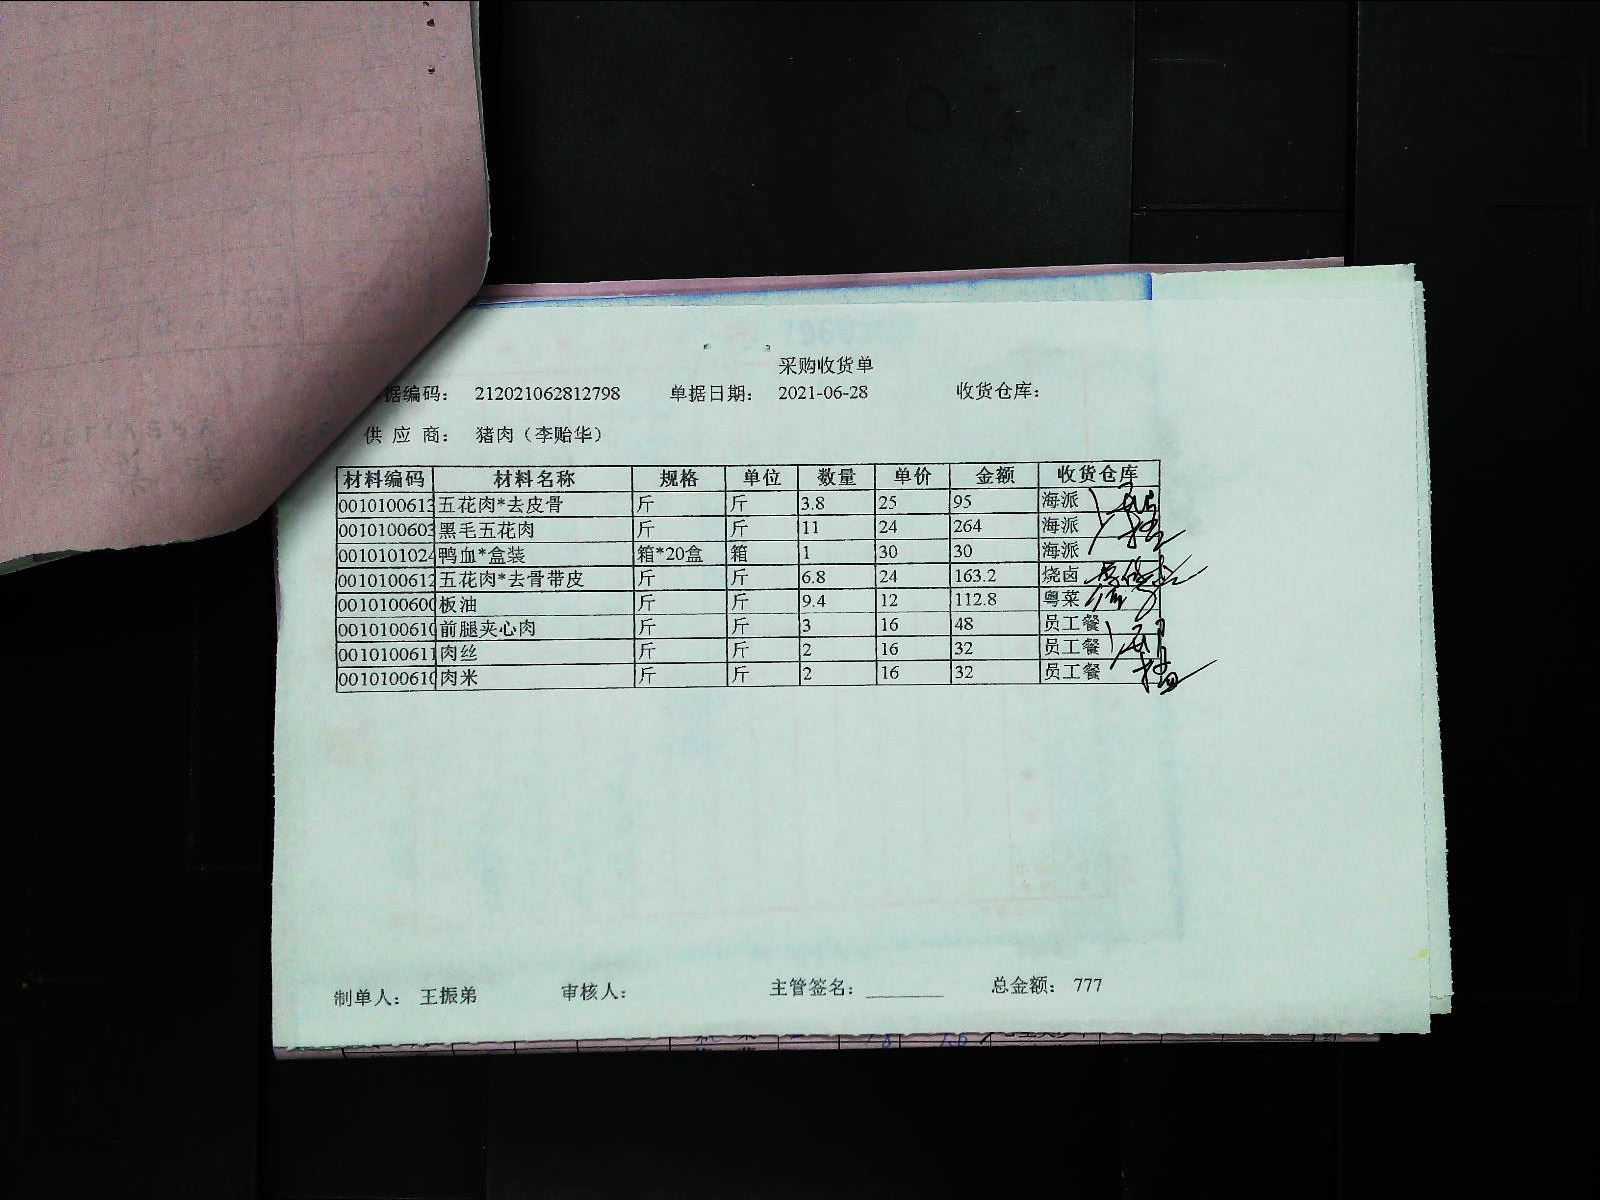 采购收货单
据编码： 212021062812798 单据日期： 2021-06-28 收货仓库：
供 应 商： 猪肉（李贻华）
材料编码 材料名称 规格 单位 数量 单价 金额 收货仓库
0010100613 五花肉*去皮骨 斤 斤 3.8 25 95 海派
0010100603 黑毛五花肉 斤 斤 11 24 264 海派
0010101024 鸭血*盒装 箱*20盒 箱 1 30 30 海派
0010100612 五花肉*去骨带皮 斤 斤 6.8 24 163.2 烧卤
0010100600 板油 斤 斤 9.4 12 112.8 粤菜
0010100610 前腿夹心肉 斤 斤 3 16 48 员工餐
0010100611 肉丝 斤 斤 2 16 32 员工餐
0010100610 肉米 斤 斤 2 16 32 员工餐
制单人： 王振弟 审核人： 主管签名： 总金额： 777